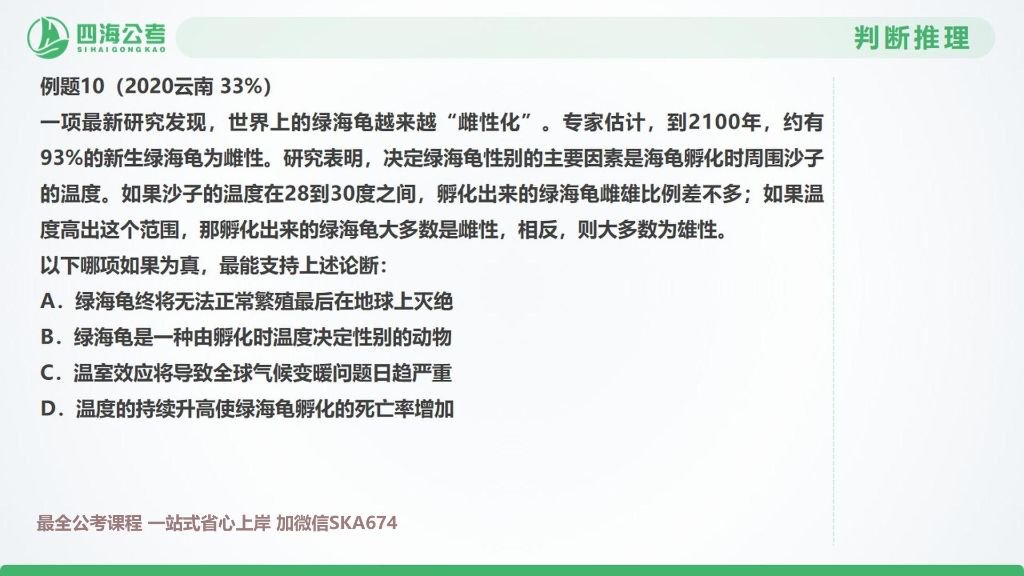 四海公考
SIHAIGONGKAO
判断推理
例题10（2020云南 33%）
一项最新研究发现，世界上的绿海龟越来越“雌性化”。专家估计，到2100年，约有
93%的新生绿海龟为雌性。研究表明，决定绿海龟性别的主要因素是海龟孵化时周围沙子
的温度。如果沙子的温度在28到30度之间，孵化出来的绿海龟雌雄比例差不多；如果温
度高出这个范围，那孵化出来的绿海龟大多数是雌性，相反，则大多数为雄性。
以下哪项如果为真，最能支持上述论断：
A．绿海龟终将无法正常繁殖最后在地球上灭绝
B．绿海龟是一种由孵化时温度决定性别的动物
C．温室效应将导致全球气候变暖问题日趋严重
D．温度的持续升高使绿海龟孵化的死亡率增加
最全公考课程 一站式省心上岸 加微信SKA674